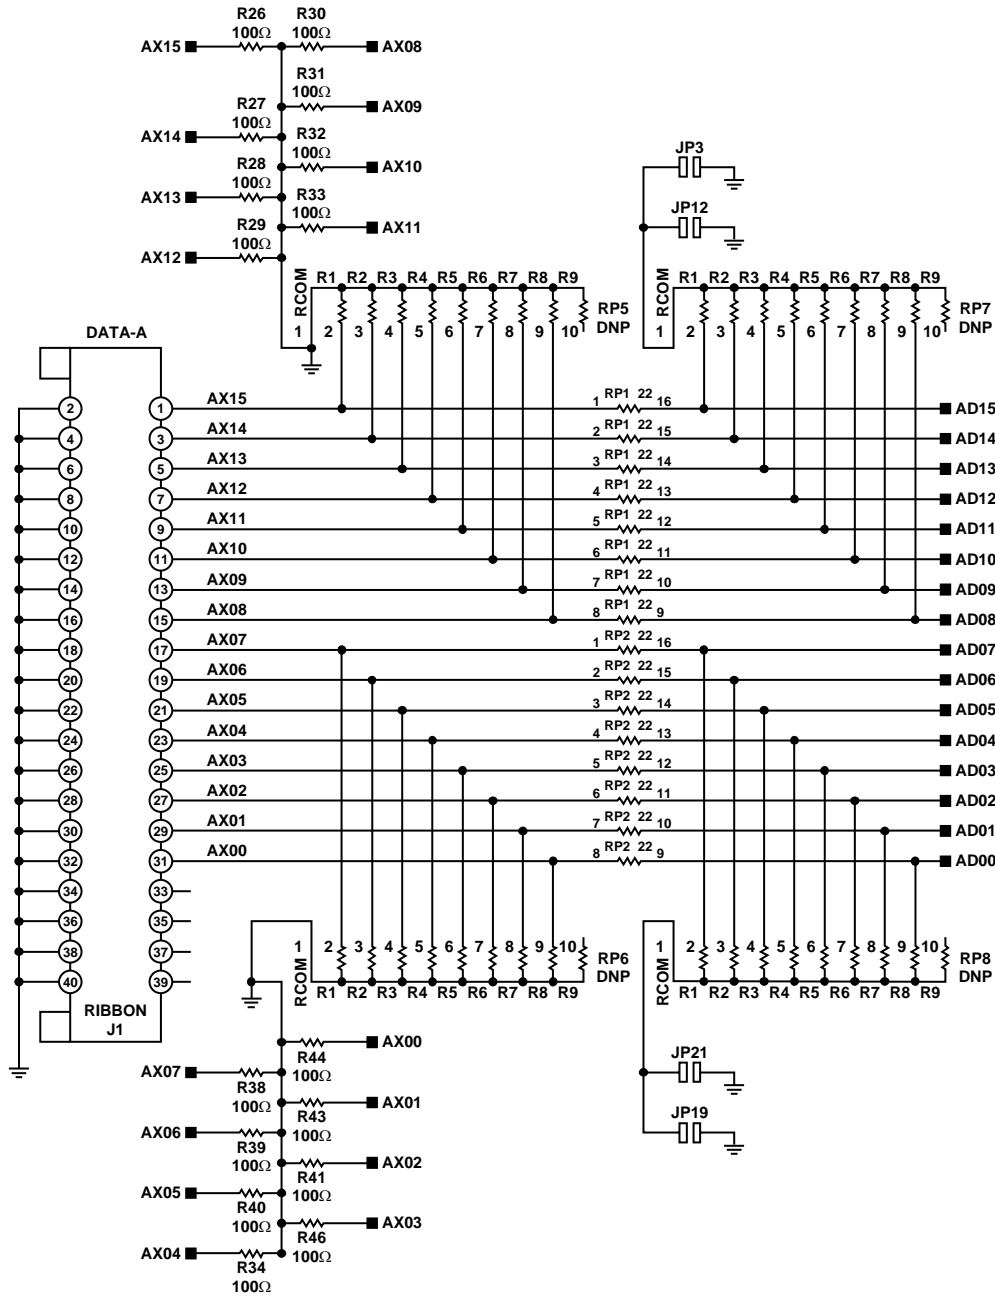 R26 R30
100Ω 100Ω
AX15 AX08
R31
100Ω
AX09
R27
100Ω
AX14
R32
100Ω
AX10
R28
100Ω
AX13
R33
100Ω
AX11
R29
100Ω
AX12
JP3
JP12
RCOM 1
R1 R2 R3 R4 R5 R6 R7 R8 R9
2 3 4 5 6 7 8 9 10
RP5
DNP
RCOM 1
R1 R2 R3 R4 R5 R6 R7 R8 R9
2 3 4 5 6 7 8 9 10
RP7
DNP
DATA-A
2 1 AX15 1 RP1 22 16 AD15
4 3 AX14 2 RP1 22 15 AD14
6 5 AX13 3 RP1 22 14 AD13
8 7 AX12 4 RP1 22 13 AD12
10 9 AX11 5 RP1 22 12 AD11
12 11 AX10 6 RP1 22 11 AD10
14 13 AX09 7 RP1 22 10 AD09
16 15 AX08 8 RP1 22 9 AD08
18 17 AX07 1 RP2 22 16 AD07
20 19 AX06 2 RP2 22 15 AD06
22 21 AX05 3 RP2 22 14 AD05
24 23 AX04 4 RP2 22 13 AD04
26 25 AX03 5 RP2 22 12 AD03
28 27 AX02 6 RP2 22 11 AD02
30 29 AX01 7 RP2 22 10 AD01
32 31 AX00 8 RP2 22 9 AD00
34 33
36 35
38 37
40 39
RIBBON
J1
RCOM 1
2 3 4 5 6 7 8 9 10
R1 R2 R3 R4 R5 R6 R7 R8 R9
RP6
DNP
RCOM 1
2 3 4 5 6 7 8 9 10
R1 R2 R3 R4 R5 R6 R7 R8 R9
RP8
DNP
AX00
R44
100Ω
AX07
R38
100Ω
AX01
R43
100Ω
AX06
R39
100Ω
AX02
R41
100Ω
AX05
R40
100Ω
AX03
R46
100Ω
AX04
R34
100Ω
JP21
JP19